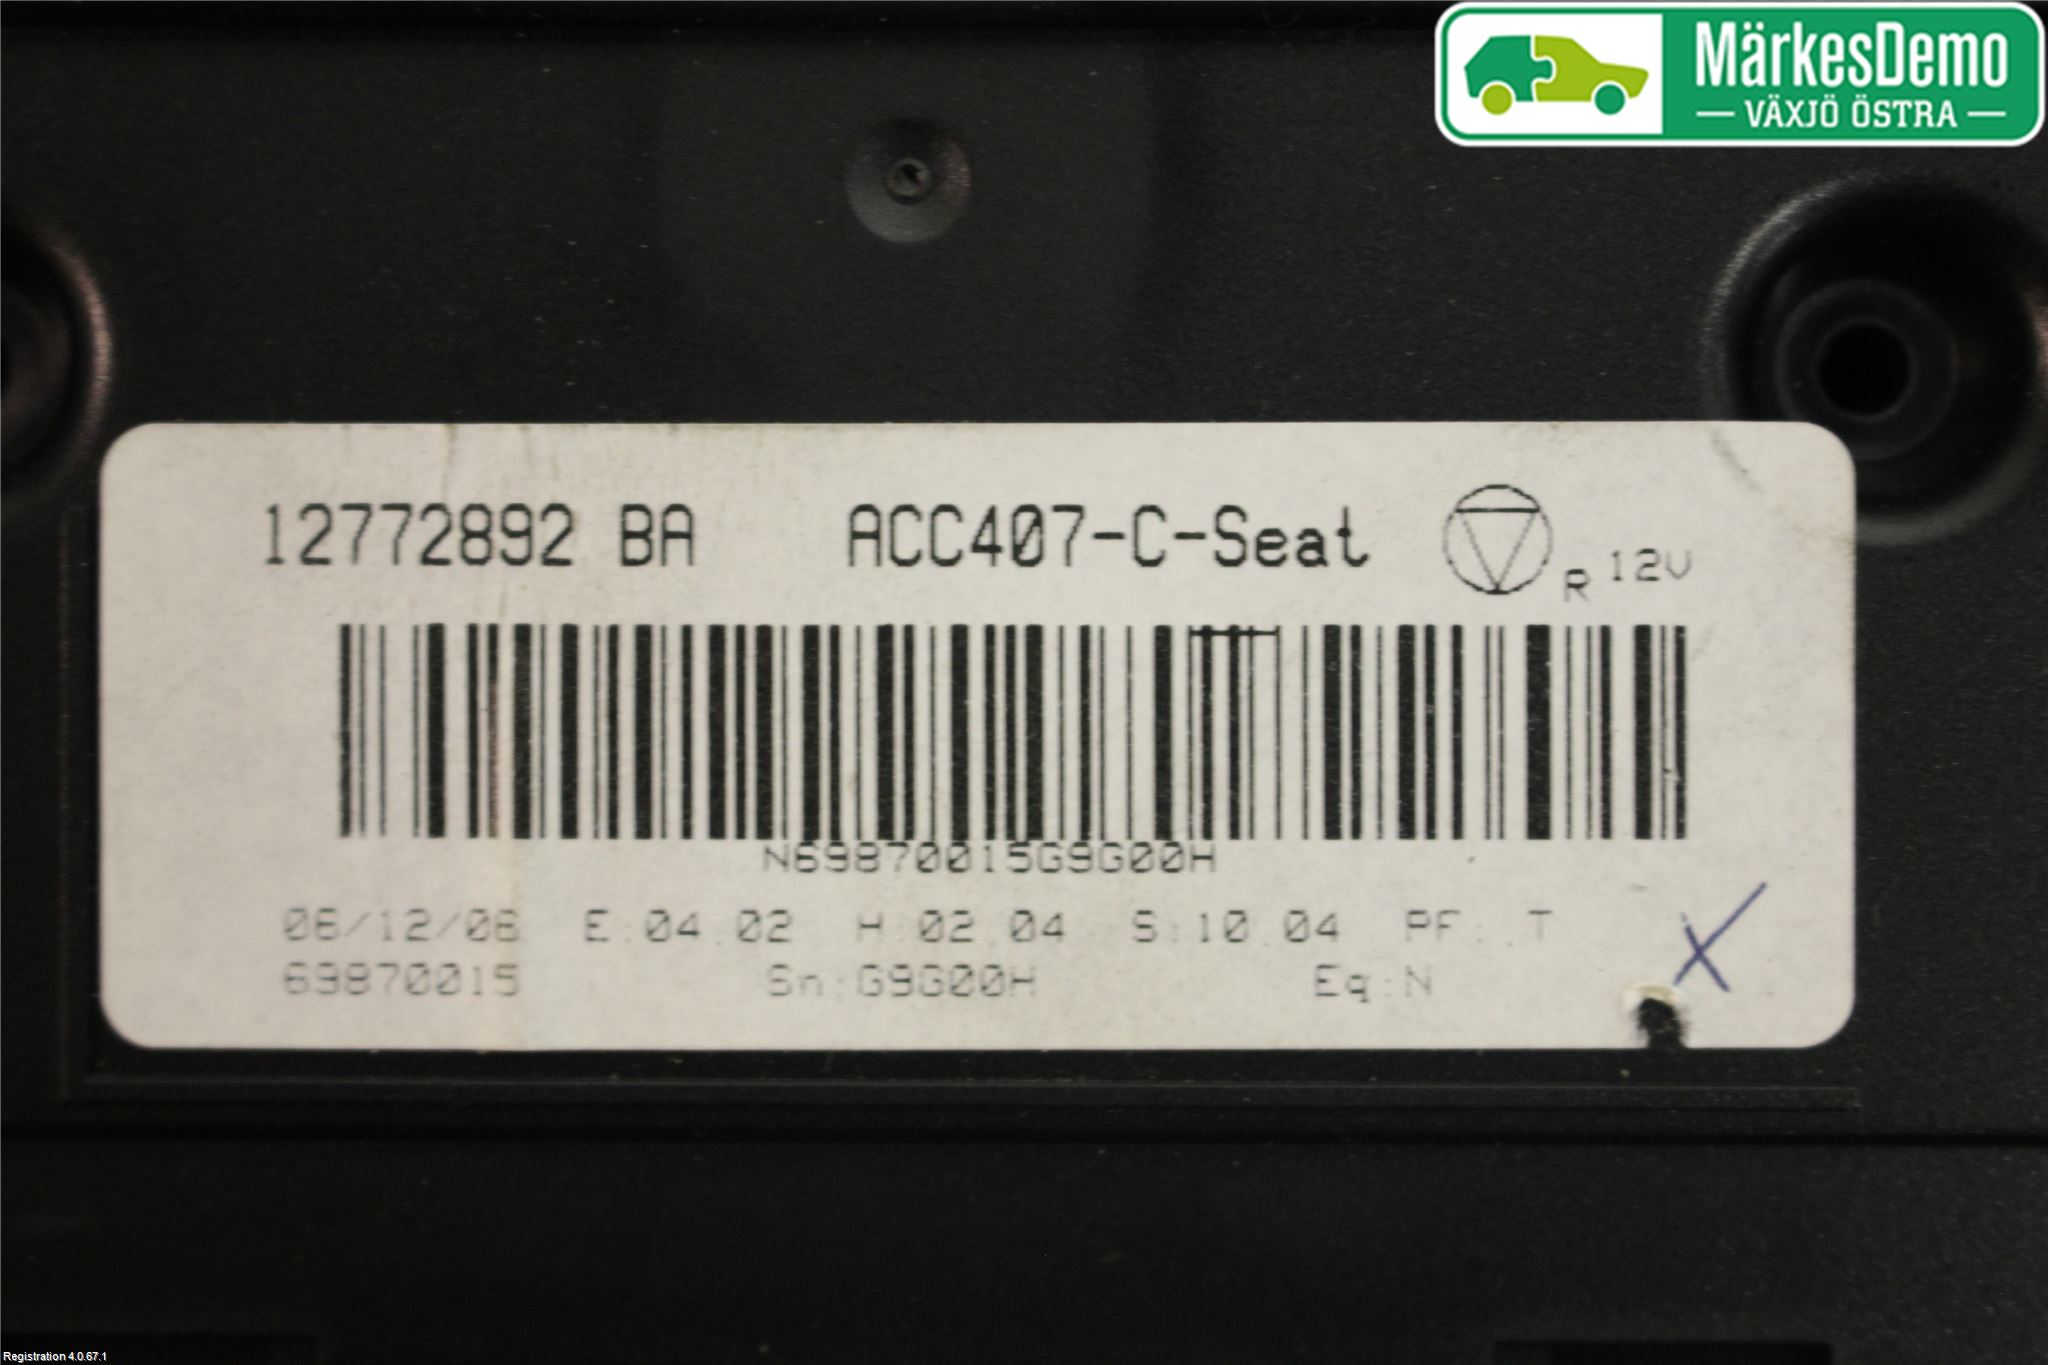 MärkesDemo
VÄXJÖ ÖSTRA
12772892 BA ACC407-C-Seat R 12V
N69870015G9G00H
06/12/06 E:04.02 H:02.04 S:10.04 PF: .T
69870015 Sn:G9G00H Eq:N
Registration 4.0.67.1